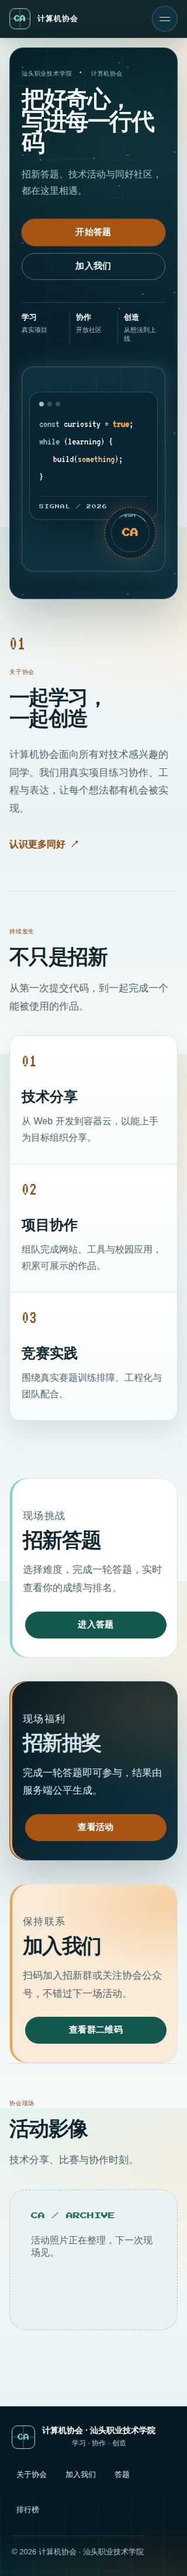 CA 计算机协会
汕头职业技术学院 · 计算机协会
把好奇心，
写进每一行代
码
招新答题、技术活动与同好社区，
都在这里相遇。
开始答题
加入我们
学习 协作 创造
真实项目 开放社区 从想法到上
线
const curiosity = true;
while (learning) {
build(something);
}
SIGNAL / 2026
CA
01
关于协会
一起学习，
一起创造
计算机协会面向所有对技术感兴趣的
同学。我们用真实项目练习协作、工
程与表达，让每个想法都有机会被实
现。
认识更多同好 ↗
持续发生
不只是招新
从第一次提交代码，到一起完成一个
能被使用的作品。
01
技术分享
从 Web 开发到容器云，以能上手
为目标组织分享。
02
项目协作
组队完成网站、工具与校园应用，
积累可展示的作品。
03
竞赛实践
围绕真实赛题训练排障、工程化与
团队配合。
现场挑战
招新答题
选择难度，完成一轮答题，实时
查看你的成绩与排名。
进入答题
现场福利
招新抽奖
完成一轮答题即可参与，结果由
服务端公平生成。
查看活动
保持联系
加入我们
扫码加入招新群或关注协会公众
号，不错过下一场活动。
查看群二维码
协会现场
活动影像
技术分享、比赛与协作时刻。
CA / ARCHIVE
活动照片正在整理，下一次现
场见。
CA 计算机协会 · 汕头职业技术学院
学习 · 协作 · 创造
关于协会 加入我们 答题
排行榜
© 2026 计算机协会 · 汕头职业技术学院